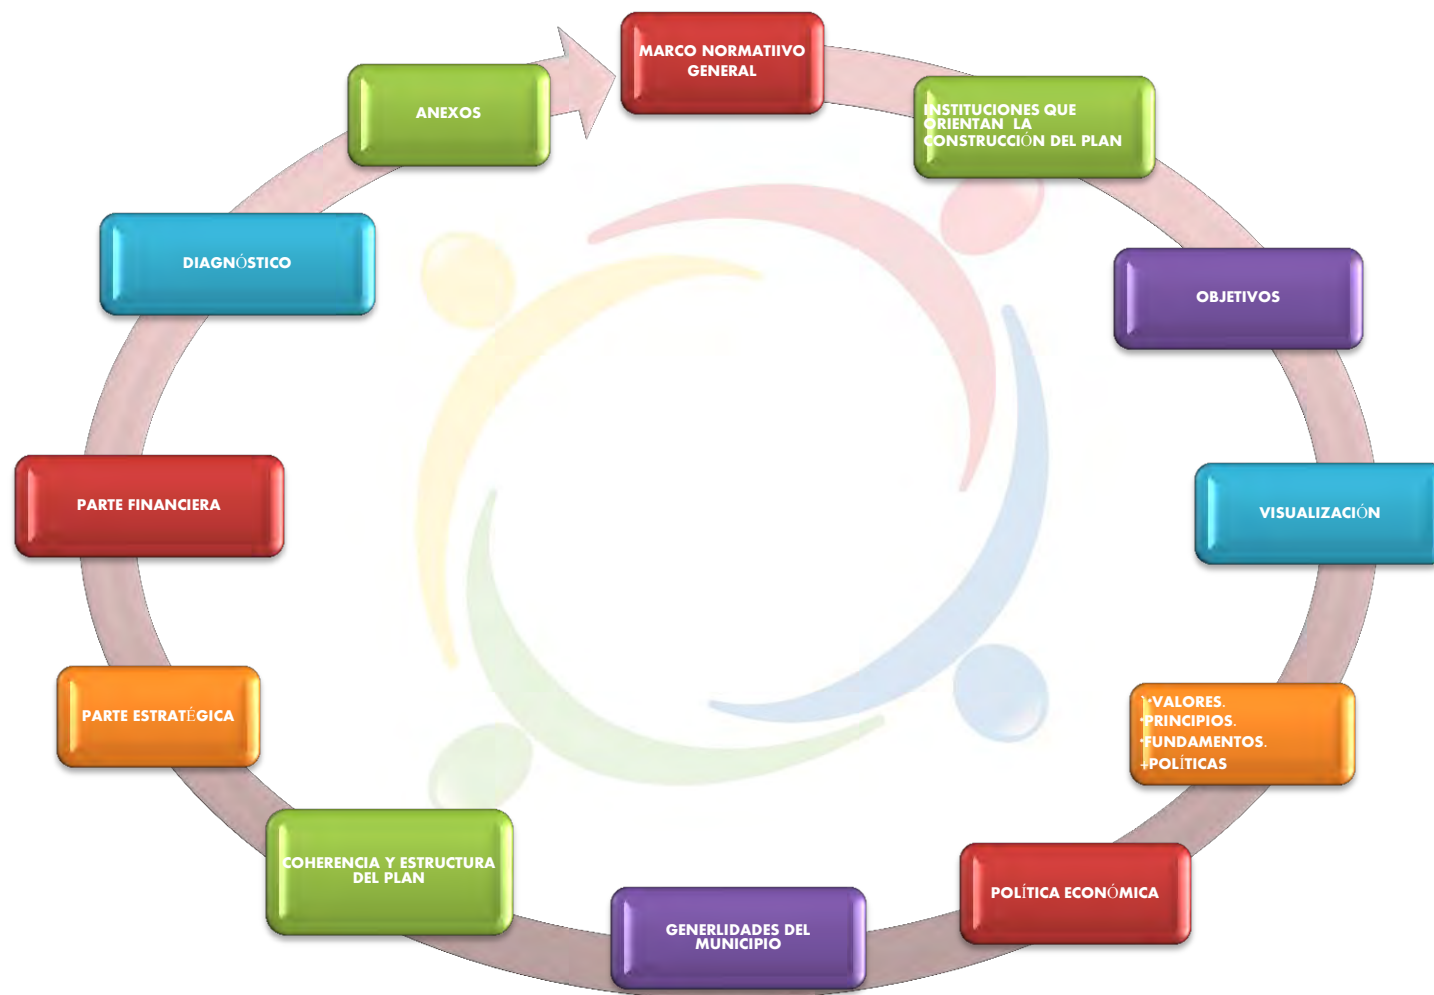 MARCO NORMATIIVO
GENERAL
INSTITUCIONES QUE
ORIENTAN LA
CONSTRUCCIÓN DEL PLAN
OBJETIVOS
VISUALIZACIÓN
•VALORES.
•PRINCIPIOS.
•FUNDAMENTOS.
+POLÍTICAS
POLÍTICA ECONÓMICA
GENERLIDADES DEL
MUNICIPIO
COHERENCIA Y ESTRUCTURA
DEL PLAN
PARTE ESTRATÉGICA
PARTE FINANCIERA
DIAGNÓSTICO
ANEXOS